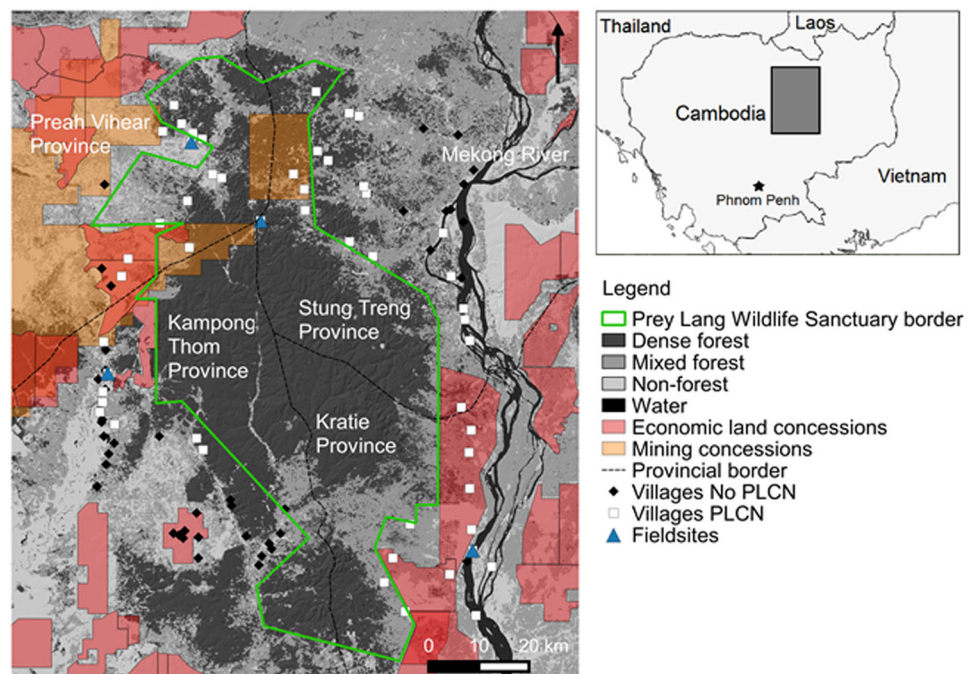 Preah Vihear
Province
Mekong River
Stung Treng
Province
Kampong
Thom
Province
Kratie
Province
0 10 20 km
Thailand
Laos
Cambodia
Phnom Penh
Vietnam
Legend
Prey Lang Wildlife Sanctuary border
Dense forest
Mixed forest
Non-forest
Water
Economic land concessions
Mining concessions
Provincial border
Villages No PLCN
Villages PLCN
Fieldsites